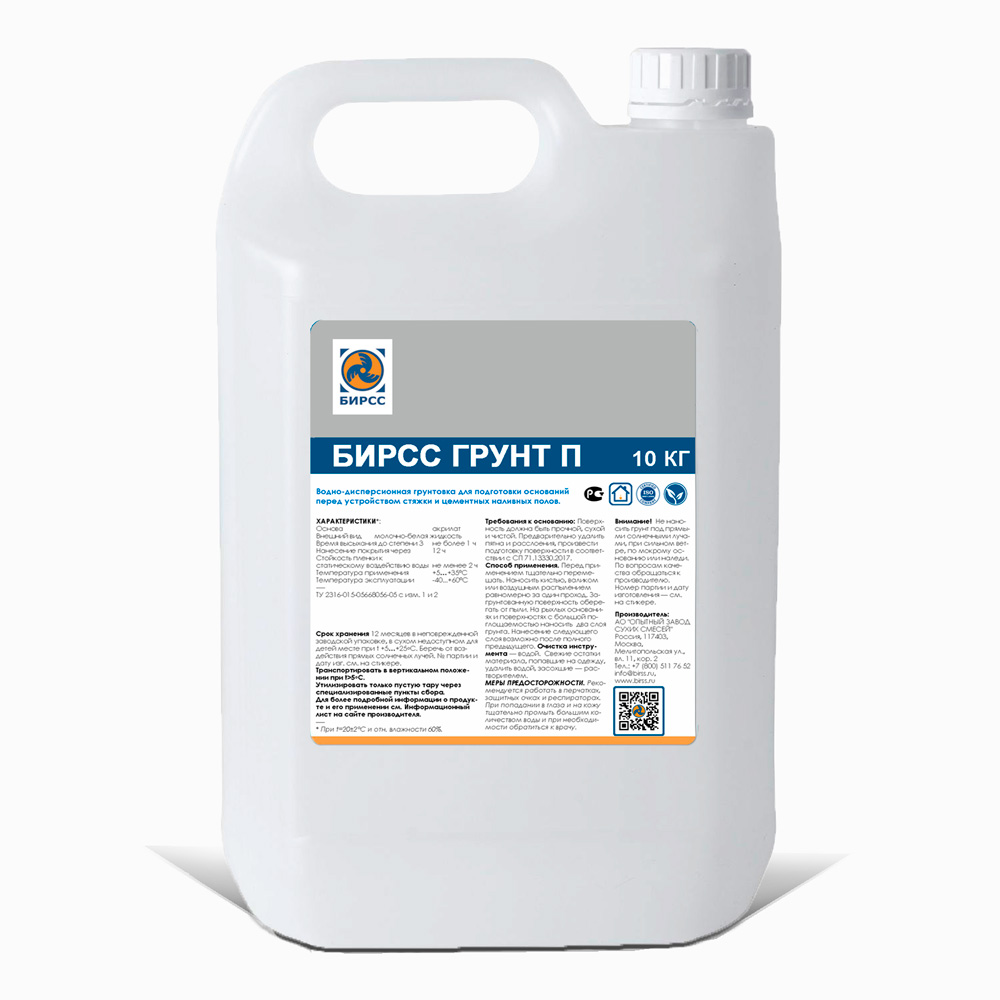 БИРСС
БИРСС ГРУНТ П
10 КГ
Водно-дисперсионная грунтовка для подготовки оснований
перед устройством стяжки и цементных наливных полов.
ISO
ХАРАКТЕРИСТИКИ*:
Основа акрилат
Внешний вид молочно-белая жидкость
Время высыхания до степени 3 не более 1 ч
Нанесение покрытия через 12 ч
Стойкость пленки к
статическому воздействию воды не менее 2 ч
Температура применения +5...+35°С
Температура эксплуатации -40...+60°С
—
ТУ 2316-015-05668056-05 с изм. 1 и 2
Срок хранения 12 месяцев в неповрежденной
заводской упаковке, в сухом недоступном для
детей месте при t +5...+25°С. Беречь от воз-
действия прямых солнечных лучей. № партии и
дату изг. см. на стикере.
Транспортировать в вертикальном положе-
нии при t>5°С.
Утилизировать только пустую тару через
специализированные пункты сбора.
Для более подробной информации о продук-
те и его применении см. Информационный
лист на сайте производителя.
—
* При t=20±2°С и отн. влажности 60%.
Требования к основанию: Поверх-
ность должна быть прочной, сухой
и чистой. Предварительно удалить
пятна и расслоения, произвести
подготовку поверхности в соответ-
ствии с СП 71.13330.2017.
Способ применения. Перед при-
менением тщательно переме-
шать. Наносить кистью, валиком
или воздушным распылением
равномерно за один проход. За-
грунтованную поверхность обере-
гать от пыли. На рыхлых основани-
ях и поверхностях с большой по-
глощаемостью наносить два слоя
грунта. Нанесение следующего
слоя возможно после полного
предыдущего. Очистка инстру-
мента — водой. Свежие остатки
материала, попавшие на одежду,
удалить водой, засохшие — рас-
творителем.
МЕРЫ ПРЕДОСТОРОЖНОСТИ. Реко-
мендуется работать в перчатках,
защитных очках и респираторах.
При попадании в глаза и на кожу
тщательно промыть большим ко-
личеством воды и при необходи-
мости обратиться к врачу.
Внимание! Не нано-
сить грунт под прямы-
ми солнечными луча-
ми, при сильном вет-
ре, по мокрому ос-
нованию или наледи.
По вопросам каче-
ства обращаться к
производителю.
Номер партии и дату
изготовления — см.
на стикере.
Производитель:
АО "ОПЫТНЫЙ ЗАВОД
СУХИХ СМЕСЕЙ"
Россия, 117403,
Москва,
Мелитопольская ул.,
вл. 11, кор. 2
Тел.: +7 (800) 511 76 52
info@birss.ru,
www.birss.ru